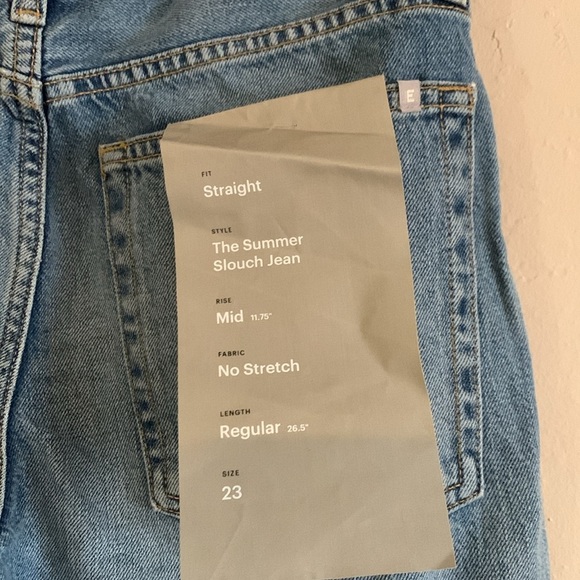 E
FIT
Straight
STYLE
The Summer
Slouch Jean
RISE
Mid 11.75"
FABRIC
No Stretch
LENGTH
Regular 26.5"
SIZE
23